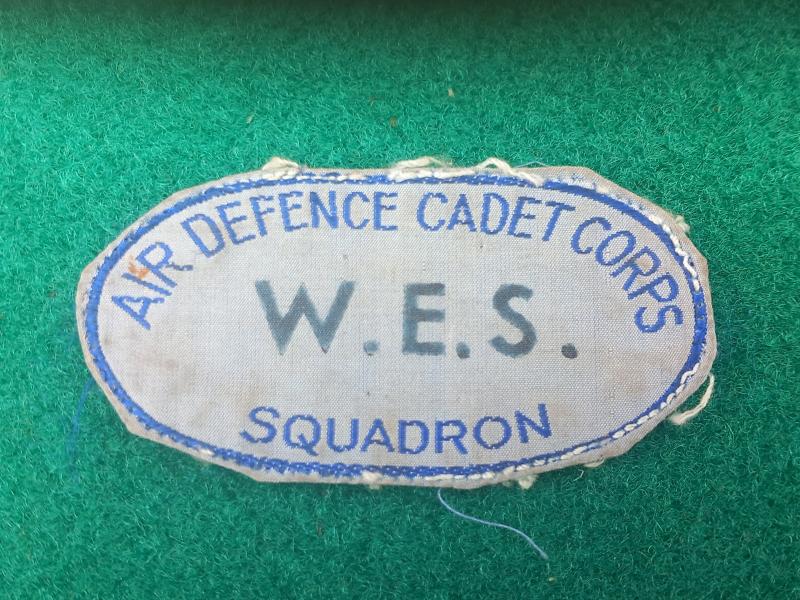 AIR DEFENCE CADET CORPS
W.E.S.
SQUADRON